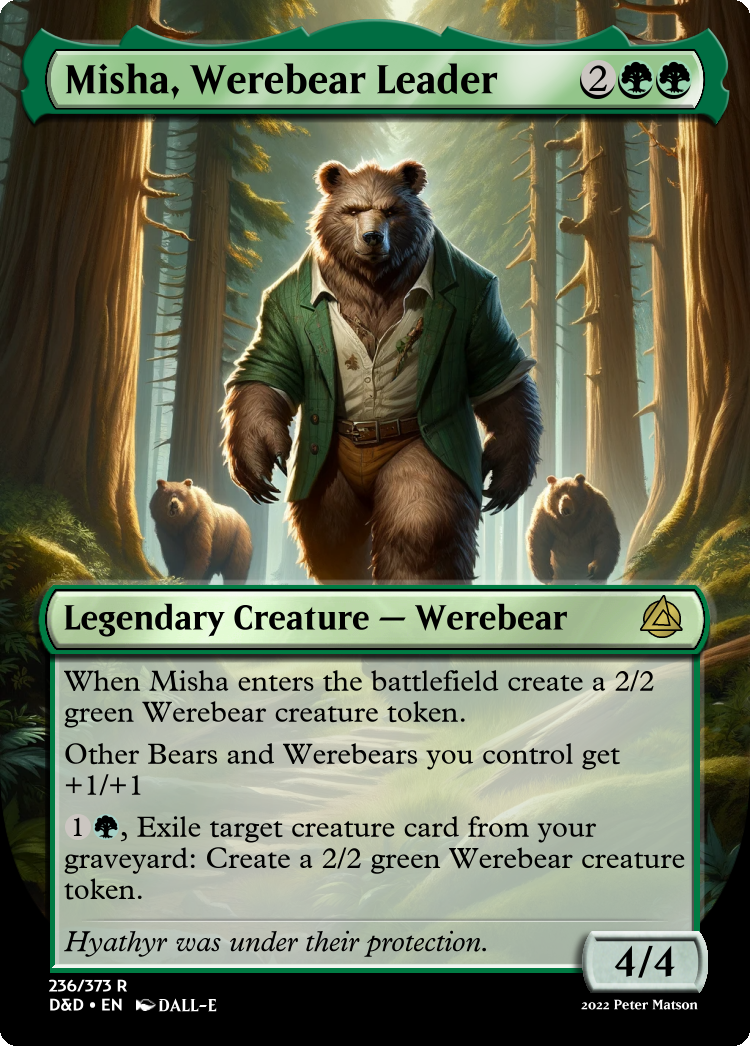 Misha, Werebear Leader 2
Legendary Creature — Werebear
When Misha enters the battlefield create a 2/2
green Werebear creature token.
Other Bears and Werebears you control get
+1/+1
1 , Exile target creature card from your
graveyard: Create a 2/2 green Werebear creature
token.
Hyathyr was under their protection.
4/4
236/373 R
D&D • EN DALL-E
2022 Peter Matson